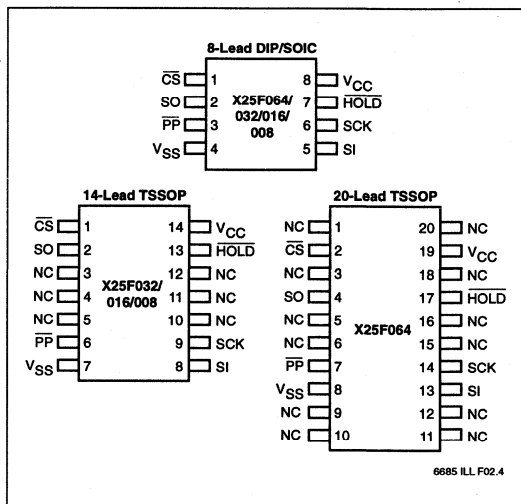 8-Lead DIP/SOIC
CS 1 8 VCC
SO 2 X25F064/ 7 HOLD
032/016/
PP 3 008 6 SCK
VSS 4 5 SI
14-Lead TSSOP
CS 1 14 VCC
SO 2 13 HOLD
NC 3 12 NC
X25F032/
NC 4 016/008 11 NC
NC 5 10 NC
PP 6 9 SCK
VSS 7 8 SI
20-Lead TSSOP
NC 1 20 NC
CS 2 19 VCC
NC 3 18 NC
SO 4 17 HOLD
NC 5 16 NC
X25F064
NC 6 15 NC
PP 7 14 SCK
VSS 8 13 SI
NC 9 12 NC
NC 10 11 NC
6685 ILL F02.4